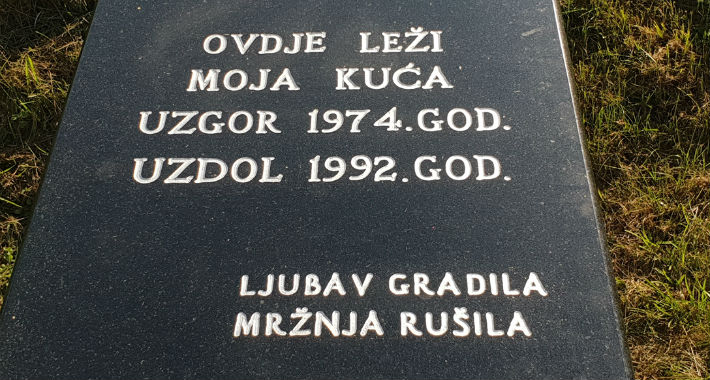 OVDJE LEŽI
MOJA KUĆA
UZGOR 1974.GOD.
UZDOL 1992.GOD.
LJUBAV GRADILA
MRŽNJA RUŠILA